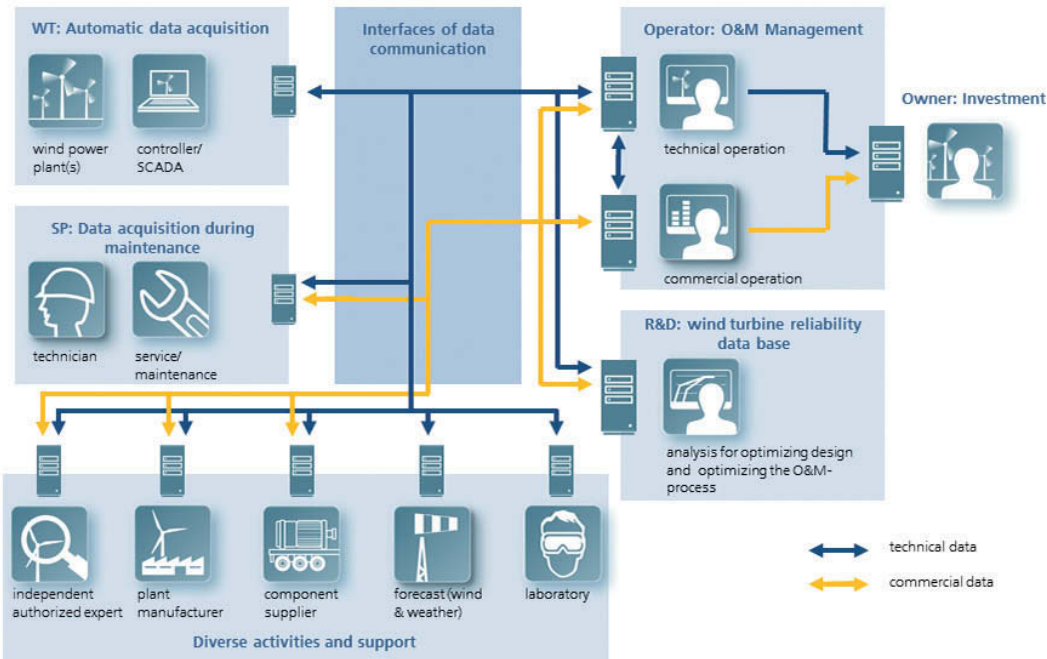 WT: Automatic data acquisition
wind power
plant(s)
controller/
SCADA
Interfaces of data
communication
Operator: O&M Management
technical operation
commercial operation
Owner: Investment
SP: Data acquisition during
maintenance
technician
service/
maintenance
R&D: wind turbine reliability
data base
analysis for optimizing design
and optimizing the O&M-
process
independent
authorized expert
plant
manufacturer
component
supplier
forecast (wind
& weather)
laboratory
Diverse activities and support
technical data
commercial data